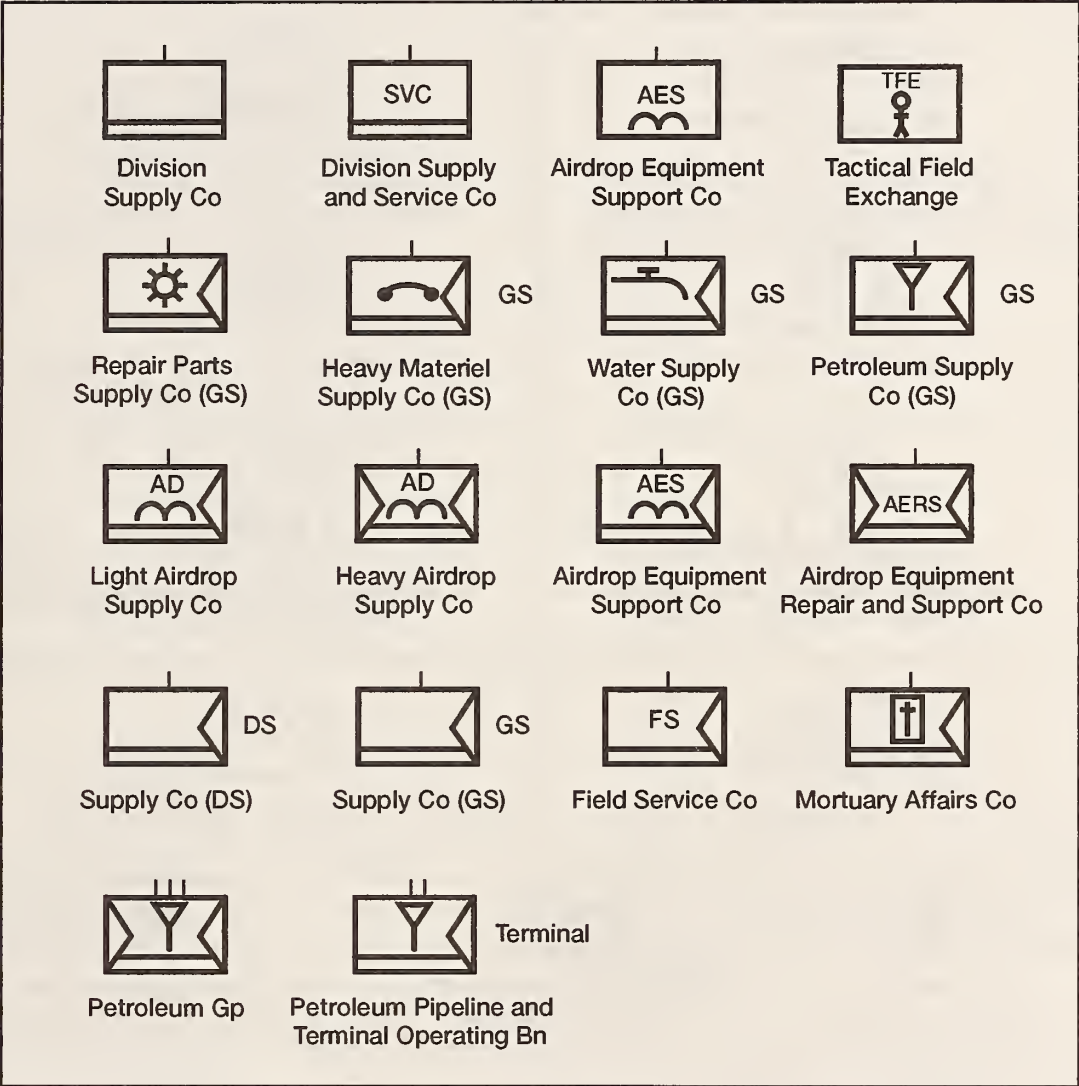 SVC
AES
TFE
Division
Supply Co
Division Supply
and Service Co
Airdrop Equipment
Support Co
Tactical Field
Exchange
GS
GS
GS
Repair Parts
Supply Co (GS)
Heavy Materiel
Supply Co (GS)
Water Supply
Co (GS)
Petroleum Supply
Co (GS)
AD
AD
AES
AERS
Light Airdrop
Supply Co
Heavy Airdrop
Supply Co
Airdrop Equipment
Support Co
Airdrop Equipment
Repair and Support Co
DS
GS
FS
Supply Co (DS)
Supply Co (GS)
Field Service Co
Mortuary Affairs Co
Terminal
Petroleum Gp
Petroleum Pipeline and
Terminal Operating Bn